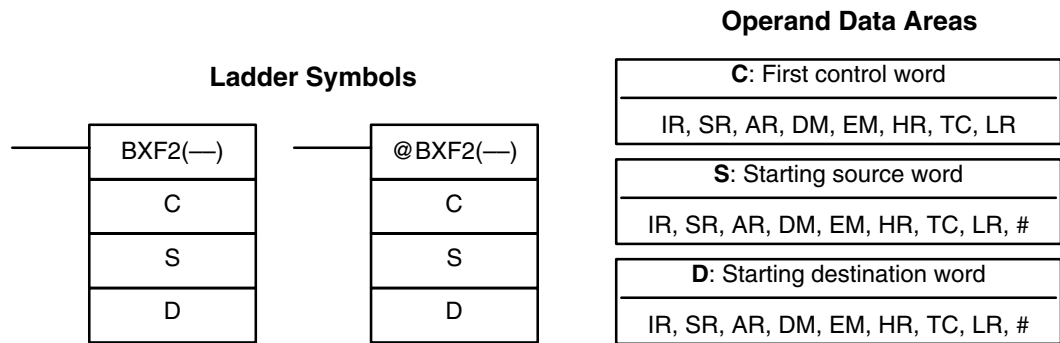 Ladder Symbols
BXF2(—)
C
S
D
@BXF2(—)
C
S
D
Operand Data Areas
C: First control word
IR, SR, AR, DM, EM, HR, TC, LR
S: Starting source word
IR, SR, AR, DM, EM, HR, TC, LR, #
D: Starting destination word
IR, SR, AR, DM, EM, HR, TC, LR, #